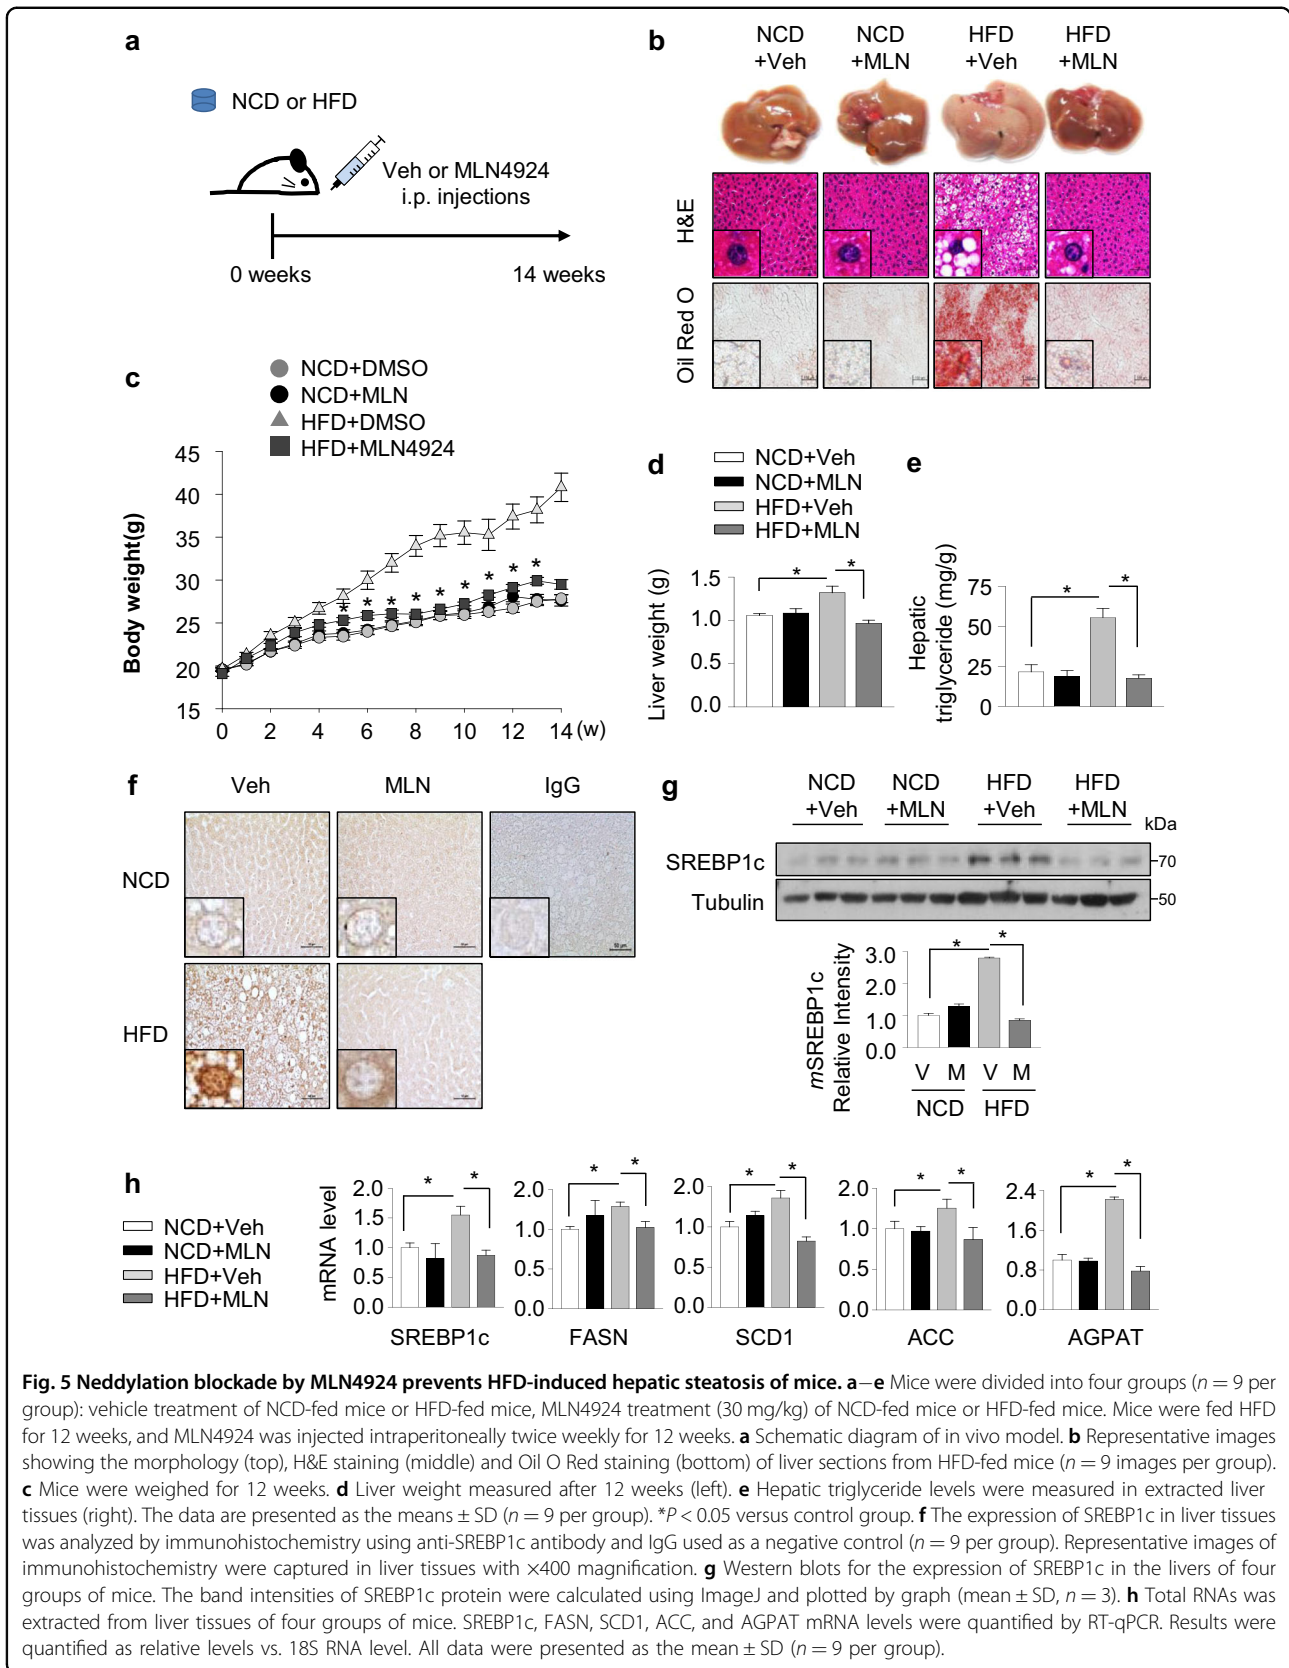 a
NCD or HFD
Veh or MLN4924
i.p. injections
0 weeks
14 weeks
b
NCD
+Veh
NCD
+MLN
HFD
+Veh
HFD
+MLN
H&E
Oil Red O
c
NCD+DMSO
NCD+MLN
HFD+DMSO
HFD+MLN4924
Body weight(g)
45
40
35
30
25
20
15
* * * * * * * * *
0 2 4 6 8 10 12 14 (w)
d
NCD+Veh
NCD+MLN
HFD+Veh
HFD+MLN
Liver weight (g)
1.5
1.0
0.5
0.0
* *
e
Hepatic
triglyceride (mg/g)
75
50
25
0
* *
f
Veh MLN IgG
NCD
HFD
50 μm
g
NCD
+Veh
NCD
+MLN
HFD
+Veh
HFD
+MLN
kDa
SREBP1c
70
Tubulin
50
mSREBP1c
Relative Intensity
3.0
2.0
1.0
0.0
* *
V M V M
NCD HFD
h
NCD+Veh
NCD+MLN
HFD+Veh
HFD+MLN
mRNA level
2.0
1.0
0.5
0.0
* *
SREBP1c
2.0
1.0
0.5
0.0
* *
FASN
2.0
1.0
0.5
0.0
* *
SCD1
2.0
1.0
0.5
0.0
* *
ACC
2.4
1.6
0.8
0.0
* *
AGPAT
Fig. 5 Neddylation blockade by MLN4924 prevents HFD-induced hepatic steatosis of mice. a–e Mice were divided into four groups (n = 9 per
group): vehicle treatment of NCD-fed mice or HFD-fed mice, MLN4924 treatment (30 mg/kg) of NCD-fed mice or HFD-fed mice. Mice were fed HFD
for 12 weeks, and MLN4924 was injected intraperitoneally twice weekly for 12 weeks. a Schematic diagram of in vivo model. b Representative images
showing the morphology (top), H&E staining (middle) and Oil O Red staining (bottom) of liver sections from HFD-fed mice (n = 9 images per group).
c Mice were weighed for 12 weeks. d Liver weight measured after 12 weeks (left). e Hepatic triglyceride levels were measured in extracted liver
tissues (right). The data are presented as the means ± SD (n = 9 per group). *P < 0.05 versus control group. f The expression of SREBP1c in liver tissues
was analyzed by immunohistochemistry using anti-SREBP1c antibody and IgG used as a negative control (n = 9 per group). Representative images of
immunohistochemistry were captured in liver tissues with ×400 magnification. g Western blots for the expression of SREBP1c in the livers of four
groups of mice. The band intensities of SREBP1c protein were calculated using ImageJ and plotted by graph (mean ± SD, n = 3). h Total RNAs was
extracted from liver tissues of four groups of mice. SREBP1c, FASN, SCD1, ACC, and AGPAT mRNA levels were quantified by RT-qPCR. Results were
quantified as relative levels vs. 18S RNA level. All data were presented as the mean ± SD (n = 9 per group).